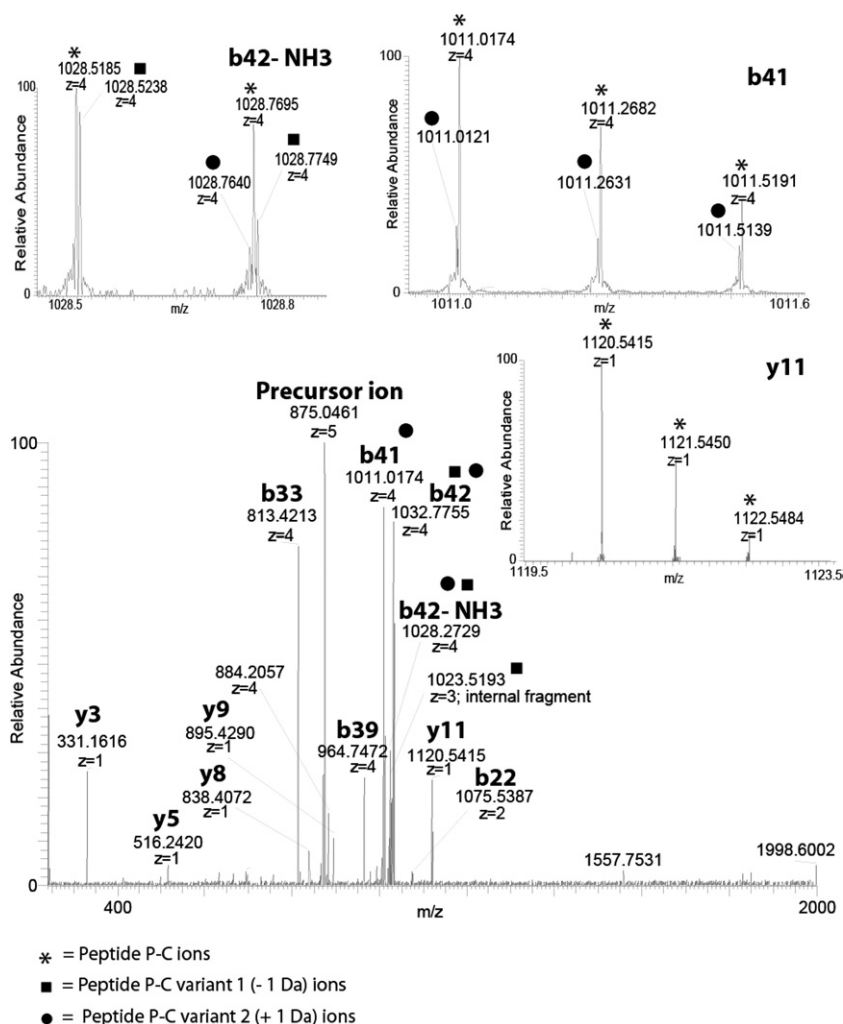 b42- NH3
*
1028.5185
z=4
■
1028.5238
z=4
*
1028.7695
z=4
■
1028.7749
z=4
●
1028.7640
z=4
100
Relative Abundance
0
1028.5
m/z
1028.8
b41
*
1011.0174
z=4
●
1011.0121
*
1011.2682
z=4
●
1011.2631
*
1011.5191
z=4
●
1011.5139
100
Relative Abundance
0
1011.0
m/z
1011.6
y11
*
1120.5415
z=1
*
1121.5450
z=1
*
1122.5484
z=1
100
Relative Abundance
0
1119.5
m/z
1123.5
Precursor ion
875.0461
z=5
●
b41
1011.0174
z=4
■ ●
b42
1032.7755
z=4
b33
813.4213
z=4
● ■
b42- NH3
1028.2729
z=4
884.2057
z=4
■
1023.5193
z=3; internal fragment
y3
331.1616
z=1
y9
895.4290
z=1
b39
964.7472
z=4
y11
1120.5415
z=1
y8
838.4072
z=1
b22
1075.5387
z=2
y5
516.2420
z=1
1557.7531
1998.6002
100
Relative Abundance
0
400
m/z
2000
* = Peptide P-C ions
■ = Peptide P-C variant 1 (- 1 Da) ions
● = Peptide P-C variant 2 (+ 1 Da) ions